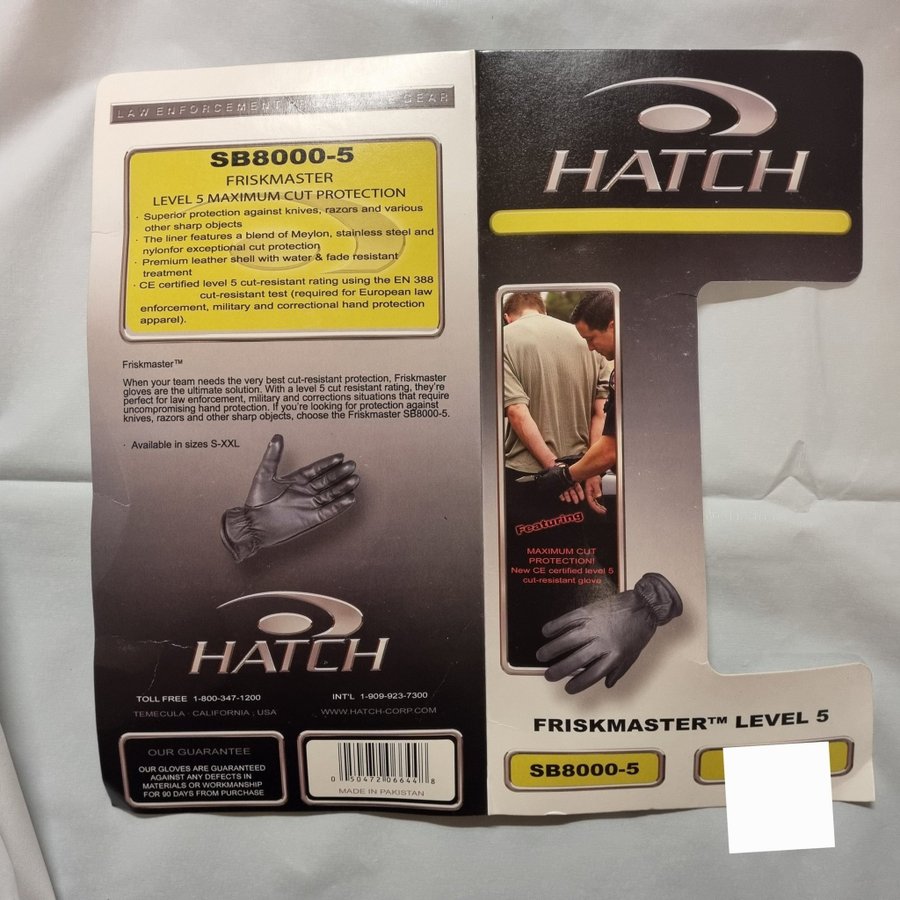 LAW ENFORCEMENT PROTECTIVE GEAR
SB8000-5
FRISKMASTER
LEVEL 5 MAXIMUM CUT PROTECTION
· Superior protection against knives, razors and various
other sharp objects
· The liner features a blend of Meylon, stainless steel and
nylonfor exceptional cut protection
· Premium leather shell with water & fade resistant
treatment
· CE certified level 5 cut-resistant rating using the EN 388
cut-resistant test (required for European law
enforcement, military and correctional hand protection
apparel).
Friskmaster™
When your team needs the very best cut-resistant protection, Friskmaster
gloves are the ultimate solution. With a level 5 cut resistant rating, they're
perfect for law enforcement, military and corrections situations that require
uncompromising hand protection. If you're looking for protection against
knives, razors and other sharp objects, choose the Friskmaster SB8000-5.
· Available in sizes S-XXL
HATCH
TOLL FREE 1-800-347-1200
INT'L 1-909-923-7300
TEMECULA · CALIFORNIA , USA
WWW.HATCH-CORP.COM
OUR GUARANTEE
OUR GLOVES ARE GUARANTEED
AGAINST ANY DEFECTS IN
MATERIALS OR WORKMANSHIP
FOR 90 DAYS FROM PURCHASE
0 50472 06644 8
MADE IN PAKISTAN
HATCH
Featuring
MAXIMUM CUT
PROTECTION!
New CE certified level 5
cut-resistant glove
FRISKMASTER™ LEVEL 5
SB8000-5